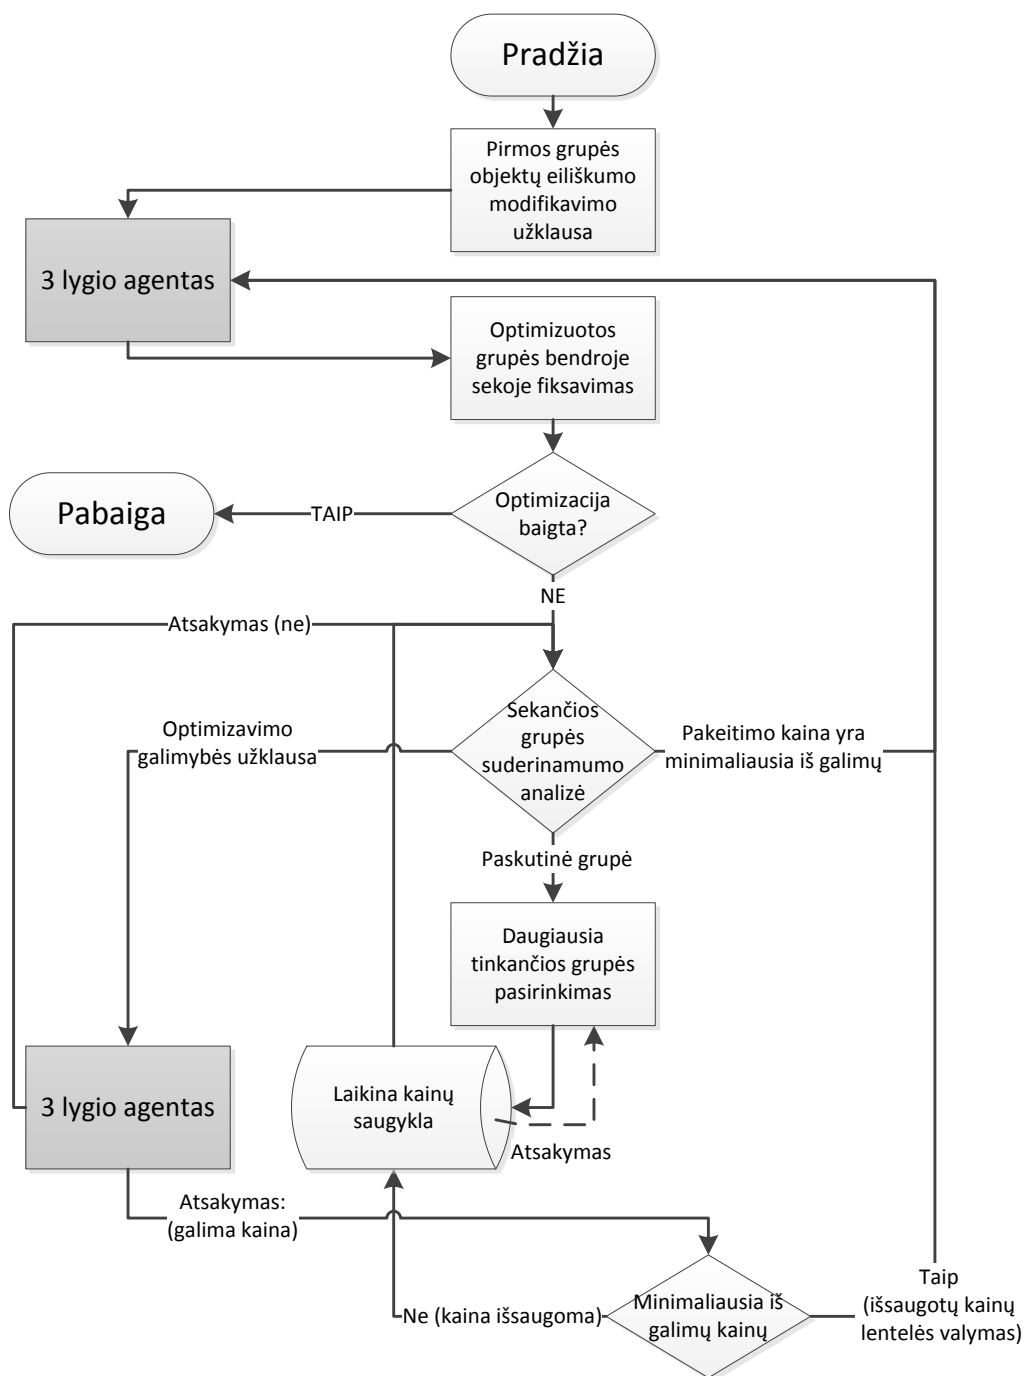 Pradžia
Pirmos grupės
objektų eiliškumo
modifikavimo
užklausa
3 lygio agentas
Optimizuotos
grupės bendroje
sekoje fiksavimas
Optimizacija
baigta?
TAIP
Pabaiga
NE
Atsakymas (ne)
Sekančios
grupės
suderinamumo
analizė
Optimizavimo
galimybės užklausa
Pakeitimo kaina yra
minimaliausia iš galimų
Paskutinė grupė
Daugiausia
tinkančios grupės
pasirinkimas
3 lygio agentas
Laikina kainų
saugykla
Atsakymas
Atsakymas:
(galima kaina)
Ne (kaina išsaugoma)
Minimaliausia iš
galimų kainų
Taip
(išsaugotų kainų
lentelės valymas)